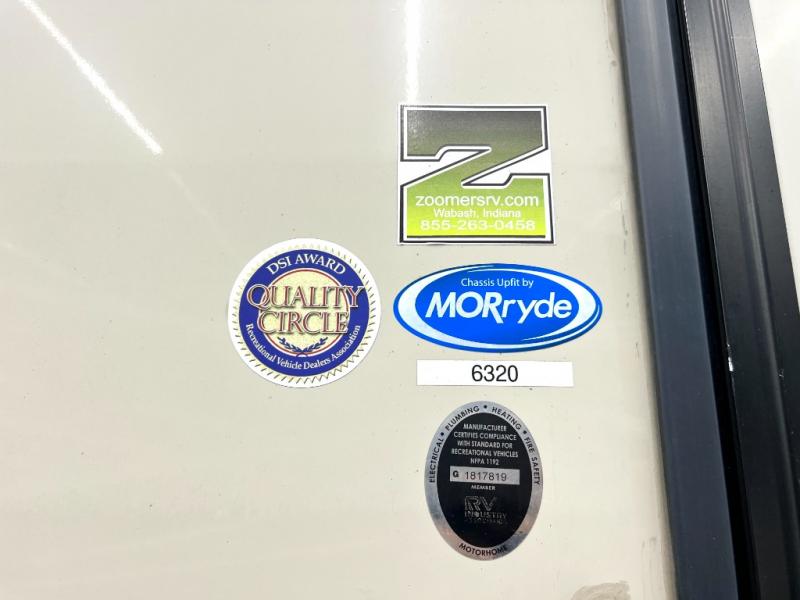 Z
zoomersrv.com
Wabash, Indiana
855-263-0458
DSI AWARD
QUALITY
CIRCLE
Recreational Vehicle Dealers Association
Chassis Upfit by
MORryde
6320
ELECTRICAL • PLUMBING • HEATING • FIRE SAFETY
MANUFACTURER
CERTIFIES COMPLIANCE
WITH STANDARD FOR
RECREATIONAL VEHICLES
NFPA 1192
G 1817819
MEMBER
RV
INDUSTRY
ASSOCIATION
MOTORHOME